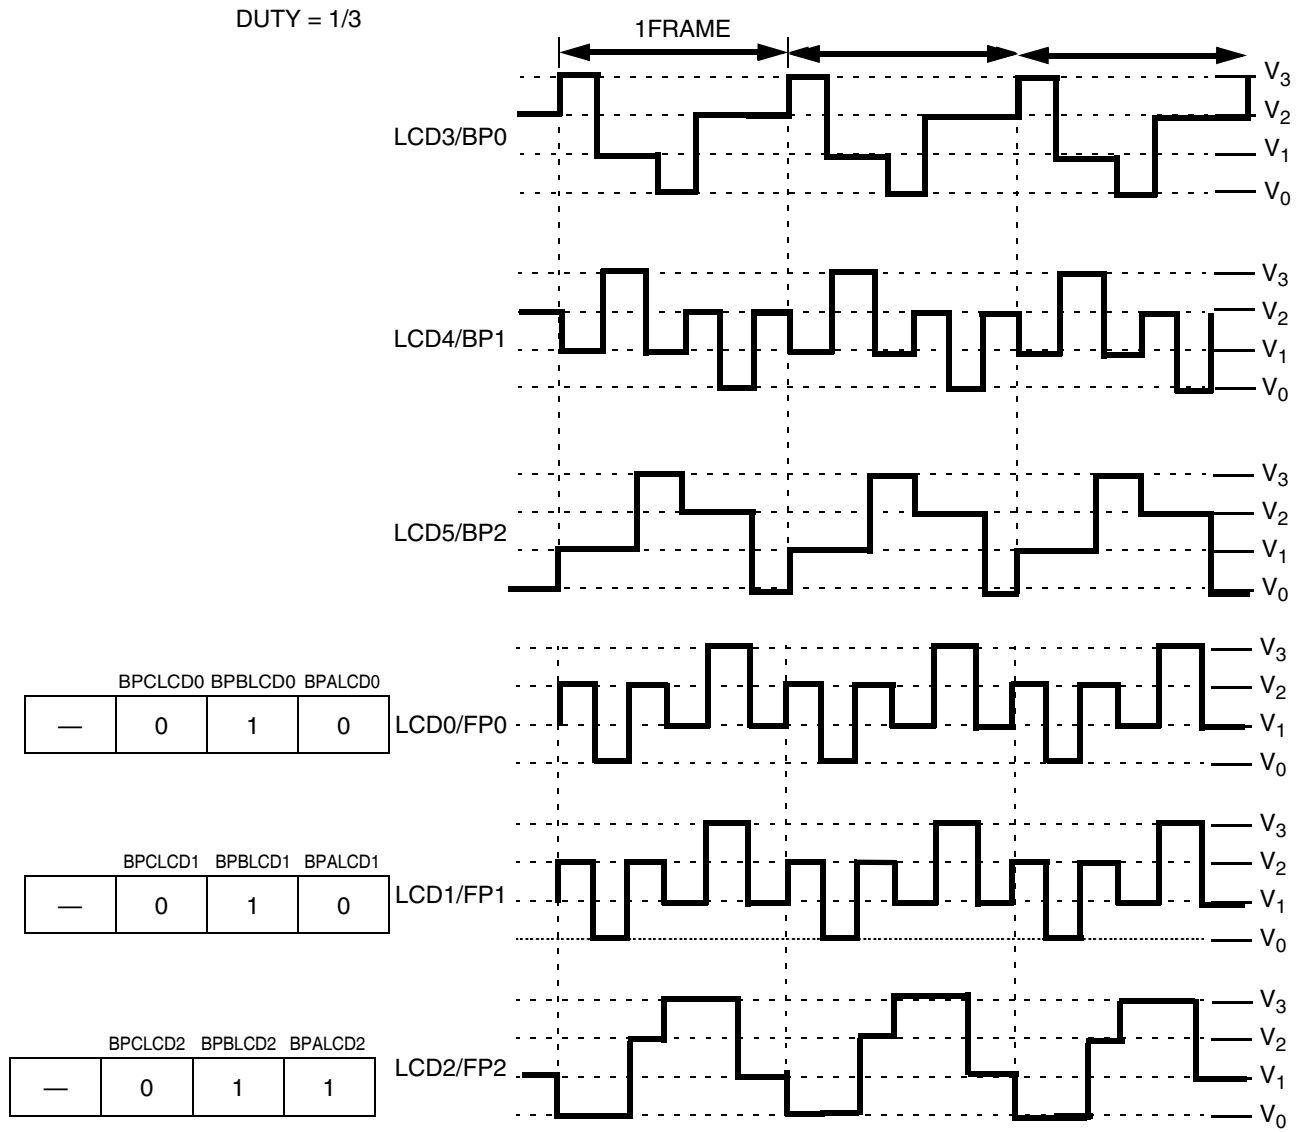 DUTY = 1/3
1FRAME
LCD3/BP0
V3
V2
V1
V0
LCD4/BP1
V3
V2
V1
V0
LCD5/BP2
V3
V2
V1
V0
BPCLCD0 BPBLCD0 BPALCD0
— 0 1 0
LCD0/FP0
V3
V2
V1
V0
BPCLCD1 BPBLCD1 BPALCD1
— 0 1 0
LCD1/FP1
V3
V2
V1
V0
BPCLCD2 BPBLCD2 BPALCD2
— 0 1 1
LCD2/FP2
V3
V2
V1
V0